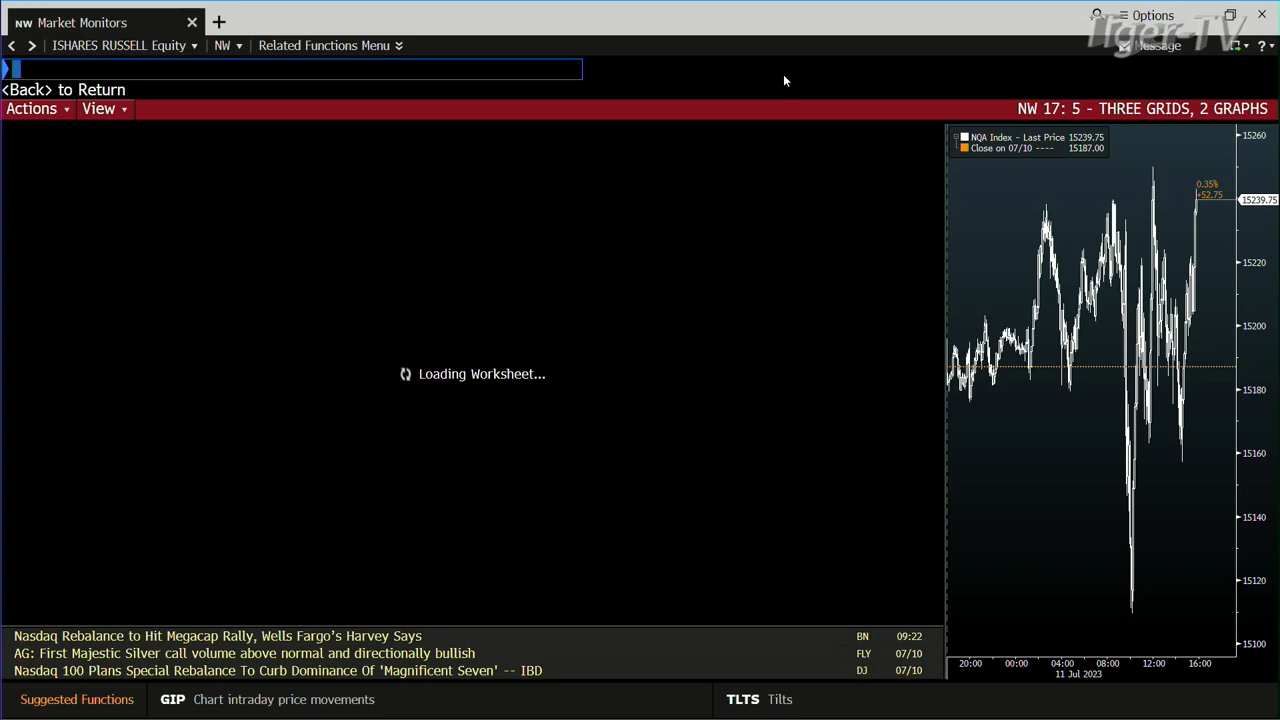 NW Market Monitors
Options
Tiger-TV
ISHARES RUSSELL Equity
NW
Related Functions Menu
Message
?
<Back> to Return
Actions
View
NW 17: 5 - THREE GRIDS, 2 GRAPHS
NQA Index - Last Price 15239.75
Close on 07/10 ---- 15187.00
15260
0.35%
+52.75
15239.75
15220
15200
15180
15160
15140
15120
15100
Loading Worksheet...
Nasdaq Rebalance to Hit Megacap Rally, Wells Fargo's Harvey Says BN 09:22
AG: First Majestic Silver call volume above normal and directionally bullish FLY 07/10
Nasdaq 100 Plans Special Rebalance To Curb Dominance Of 'Magnificent Seven' -- IBD DJ 07/10
20:00 00:00 04:00 08:00 12:00 16:00
11 Jul 2023
Suggested Functions
GIP Chart intraday price movements
TLTS Tilts